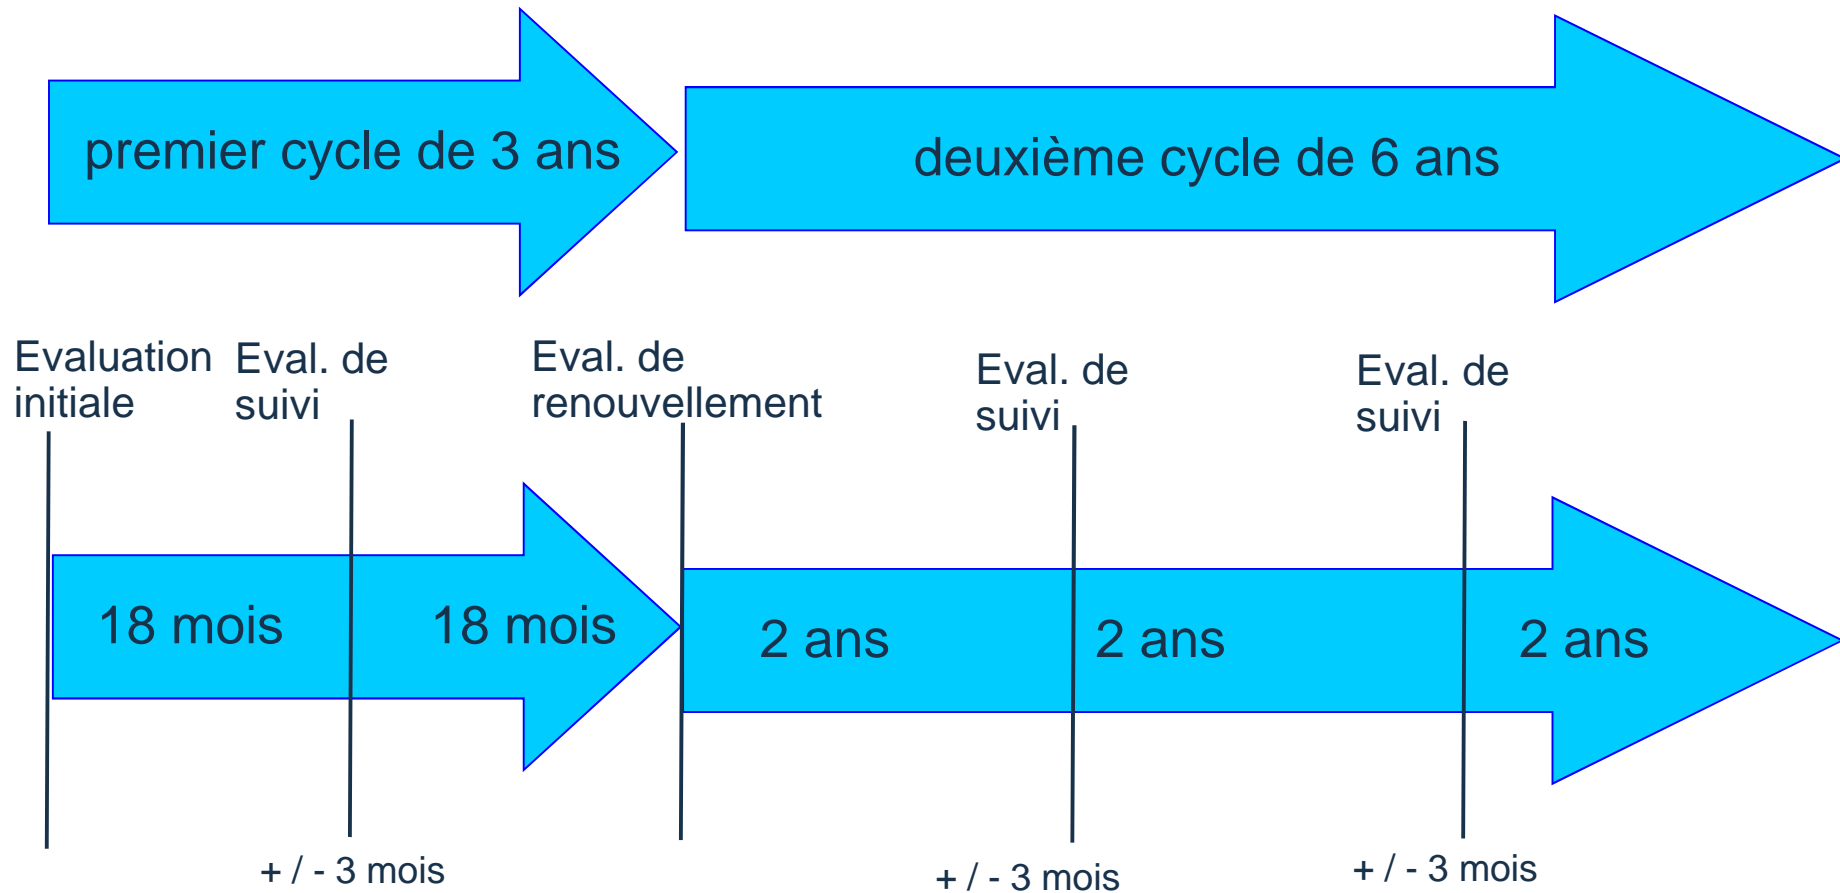 premier cycle de 3 ans
deuxième cycle de 6 ans
Evaluation
initiale
Eval. de
suivi
Eval. de
renouvellement
Eval. de
suivi
Eval. de
suivi
18 mois
18 mois
2 ans
2 ans
2 ans
+ / - 3 mois
+ / - 3 mois
+ / - 3 mois